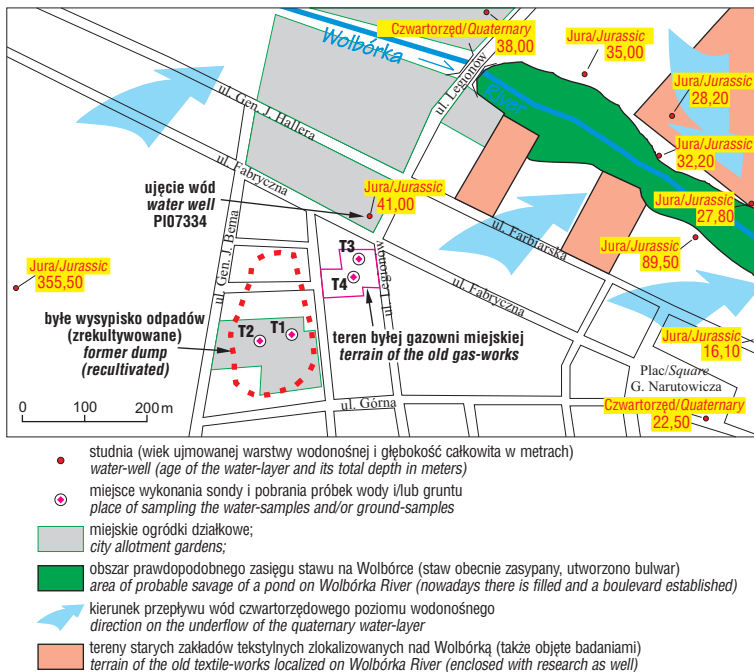 Czwartorzęd/Quaternary
38,00
Wolbórka
River
ul. Legionów
Jura/Jurassic
35,00
Jura/Jurassic
28,20
ul. Gen. J. Hallera
ul. Fabryczna
Jura/Jurassic
32,20
ujęcie wód
water well
PI07334
Jura/Jurassic
41,00
Jura/Jurassic
27,80
ul. Farbiarska
Jura/Jurassic
89,50
ul. Gen. J. Bema
T3
T4
ul. Legionów
ul. Fabryczna
Jura/Jurassic
355,50
byłe wysypisko odpadów
(zrekultywowane)
former dump
(recultivated)
T2
T1
teren byłej gazowni miejskiej
terrain of the old gas-works
Jura/Jurassic
16,10
Plac/Square
G. Narutowicza
0 100 200 m
ul. Górna
Czwartorzęd/Quaternary
22,50
studnia (wiek ujmowanej warstwy wodonośnej i głębokość całkowita w metrach)
water-well (age of the water-layer and its total depth in meters)
miejsce wykonania sondy i pobrania próbek wody i/lub gruntu
place of sampling the water-samples and/or ground-samples
miejskie ogródki działkowe;
city allotment gardens;
obszar prawdopodobnego zasięgu stawu na Wolbórce (staw obecnie zasypany, utworzono bulwar)
area of probable savage of a pond on Wolbórka River (nowadays there is filled and a boulevard established)
kierunek przepływu wód czwartorzędowego poziomu wodonośnego
direction on the underflow of the quaternary water-layer
tereny starych zakładów tekstylnych zlokalizowanych nad Wolbórką (także objęte badaniami)
terrain of the old textile-works localized on Wolbórka River (enclosed with research as well)